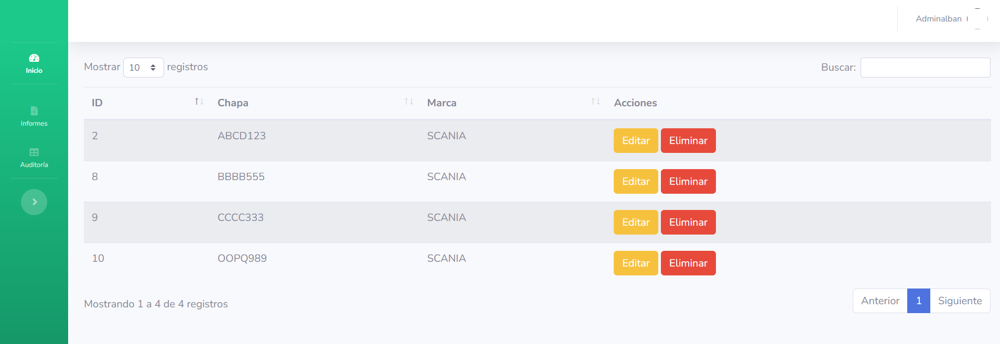 Adminalban
Inicio
Informes
Auditoría
Mostrar 10 registros
Buscar:
ID Chapa Marca Acciones
2 ABCD123 SCANIA Editar Eliminar
8 BBBB555 SCANIA Editar Eliminar
9 CCCC333 SCANIA Editar Eliminar
10 OOPQ989 SCANIA Editar Eliminar
Mostrando 1 a 4 de 4 registros
Anterior 1 Siguiente